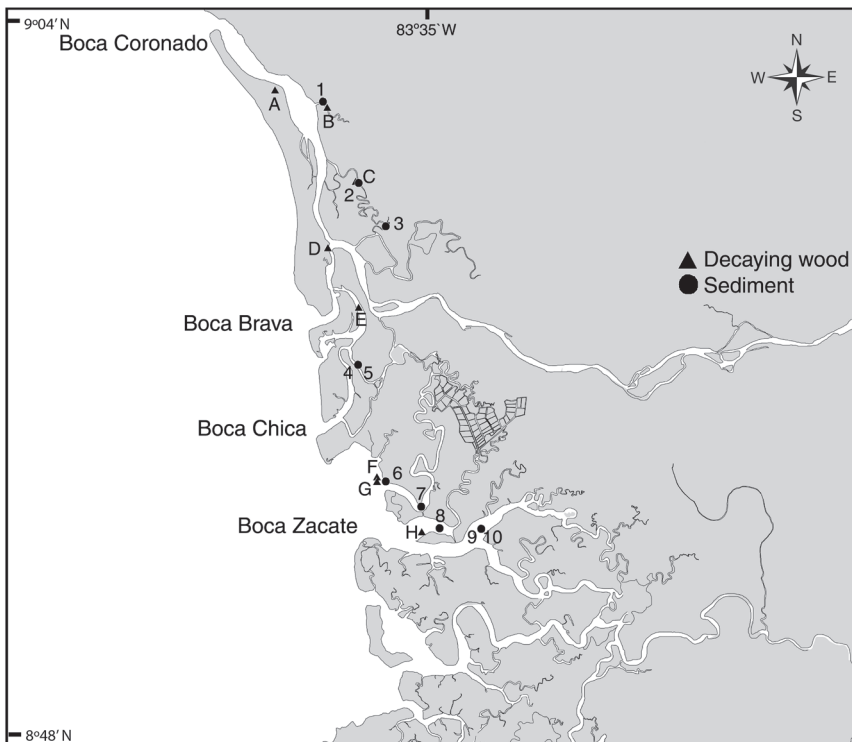 9º04' N
83º35` W
Boca Coronado
N
W E
S
A
1
B
C
2
3
D
Decaying wood
Sediment
Boca Brava
E
4 5
Boca Chica
F
G 6
7
Boca Zacate
8
H
9 10
8º48' N